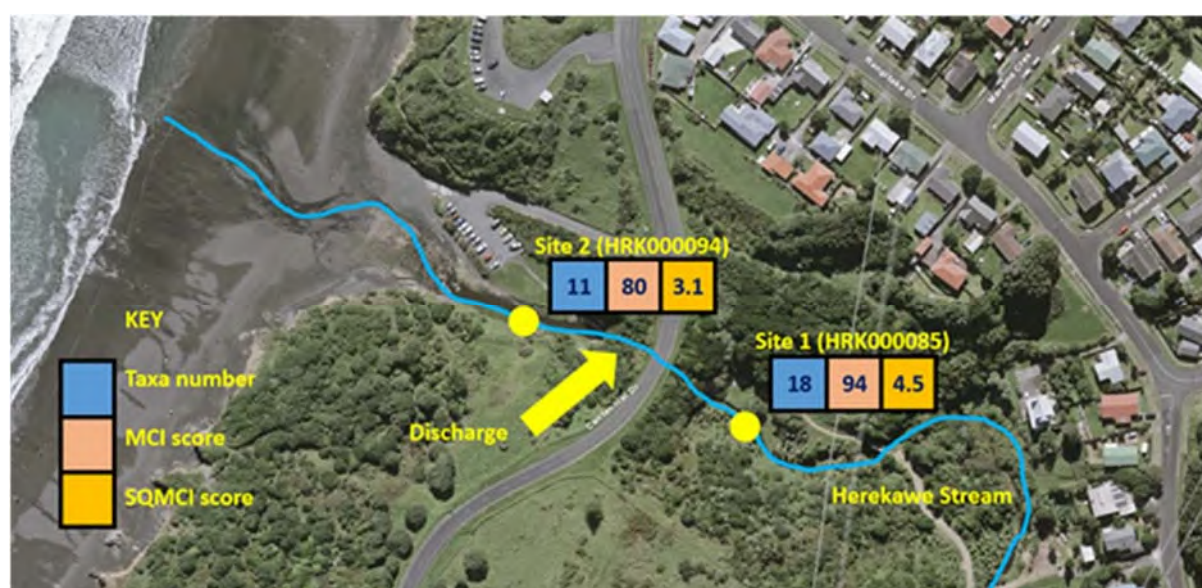 Site 2 (HRK000094)
11 80 3.1
Site 1 (HRK000085)
18 94 4.5
KEY
Taxa number
MCI score
SQMCI score
Discharge
Herekawe Stream